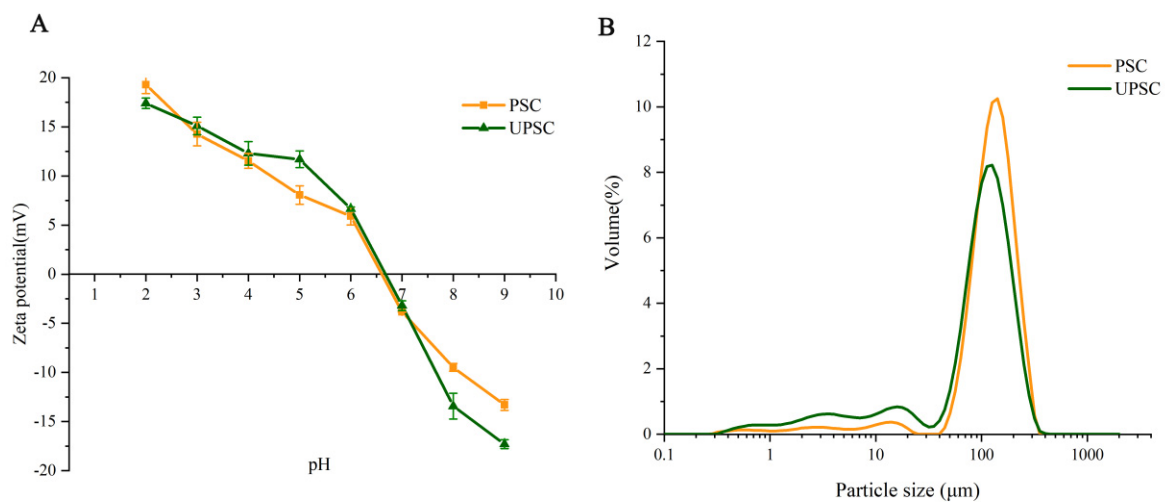 A
20
15
10
5
0
-5
-10
-15
-20
Zeta potential(mV)
1 2 3 4 5 6 7 8 9 10
pH
PSC
UPSC
B
12
10
8
6
4
2
0
Volume(%)
0.1 1 10 100 1000
Particle size (μm)
PSC
UPSC